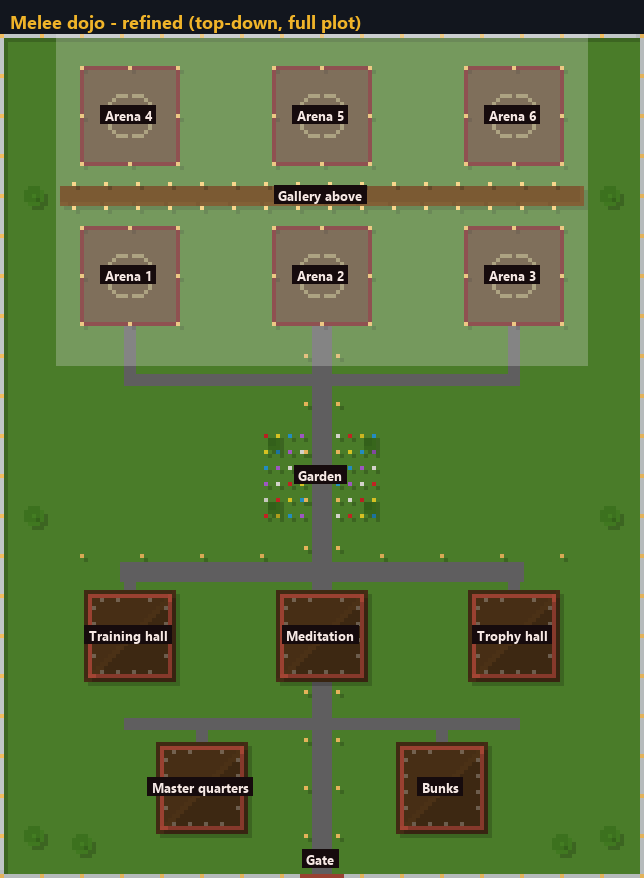 Melee dojo - refined (top-down, full plot)
Arena 4
Arena 5
Arena 6
Gallery above
Arena 1
Arena 2
Arena 3
Garden
Training hall
Meditation
Trophy hall
Master quarters
Bunks
Gate